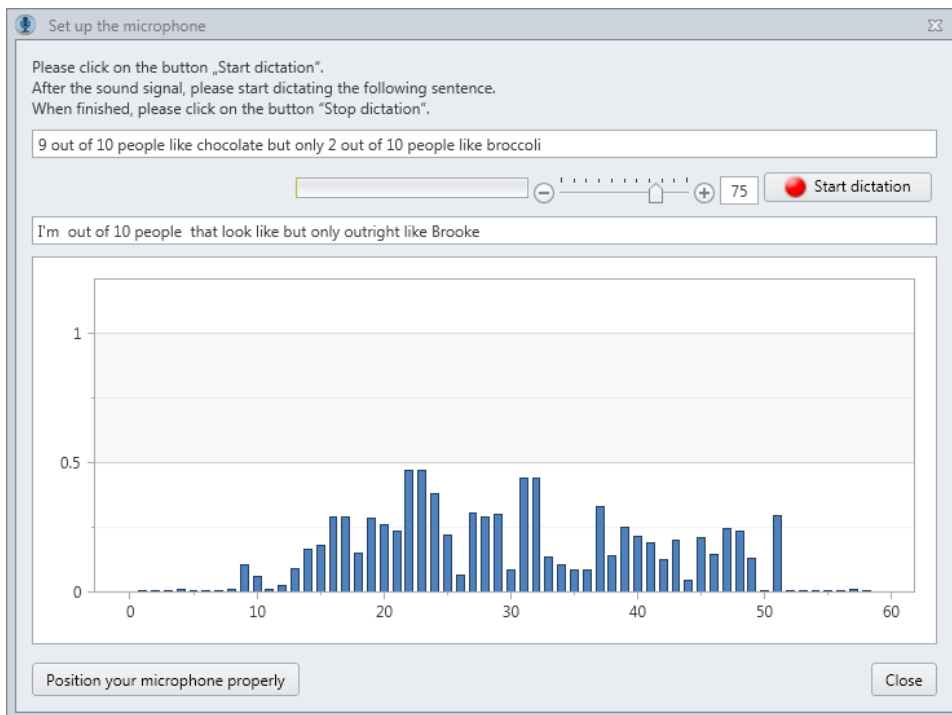 Set up the microphone
Please click on the button „Start dictation“.
After the sound signal, please start dictating the following sentence.
When finished, please click on the button “Stop dictation”.
9 out of 10 people like chocolate but only 2 out of 10 people like broccoli
75 Start dictation
I'm  out of 10 people  that look like but only outright like Brooke
1
0.5
0
0 10 20 30 40 50 60
Position your microphone properly Close